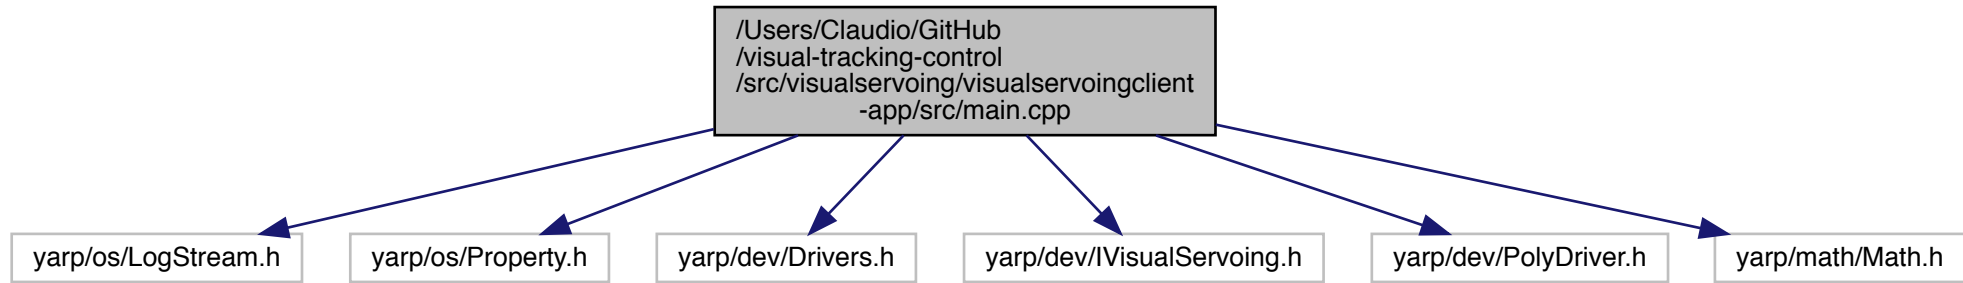 /Users/Claudio/GitHub
/visual-tracking-control
/src/visualservoing/visualservoingclient
-app/src/main.cpp
yarp/os/LogStream.h
yarp/os/Property.h
yarp/dev/Drivers.h
yarp/dev/IVisualServoing.h
yarp/dev/PolyDriver.h
yarp/math/Math.h